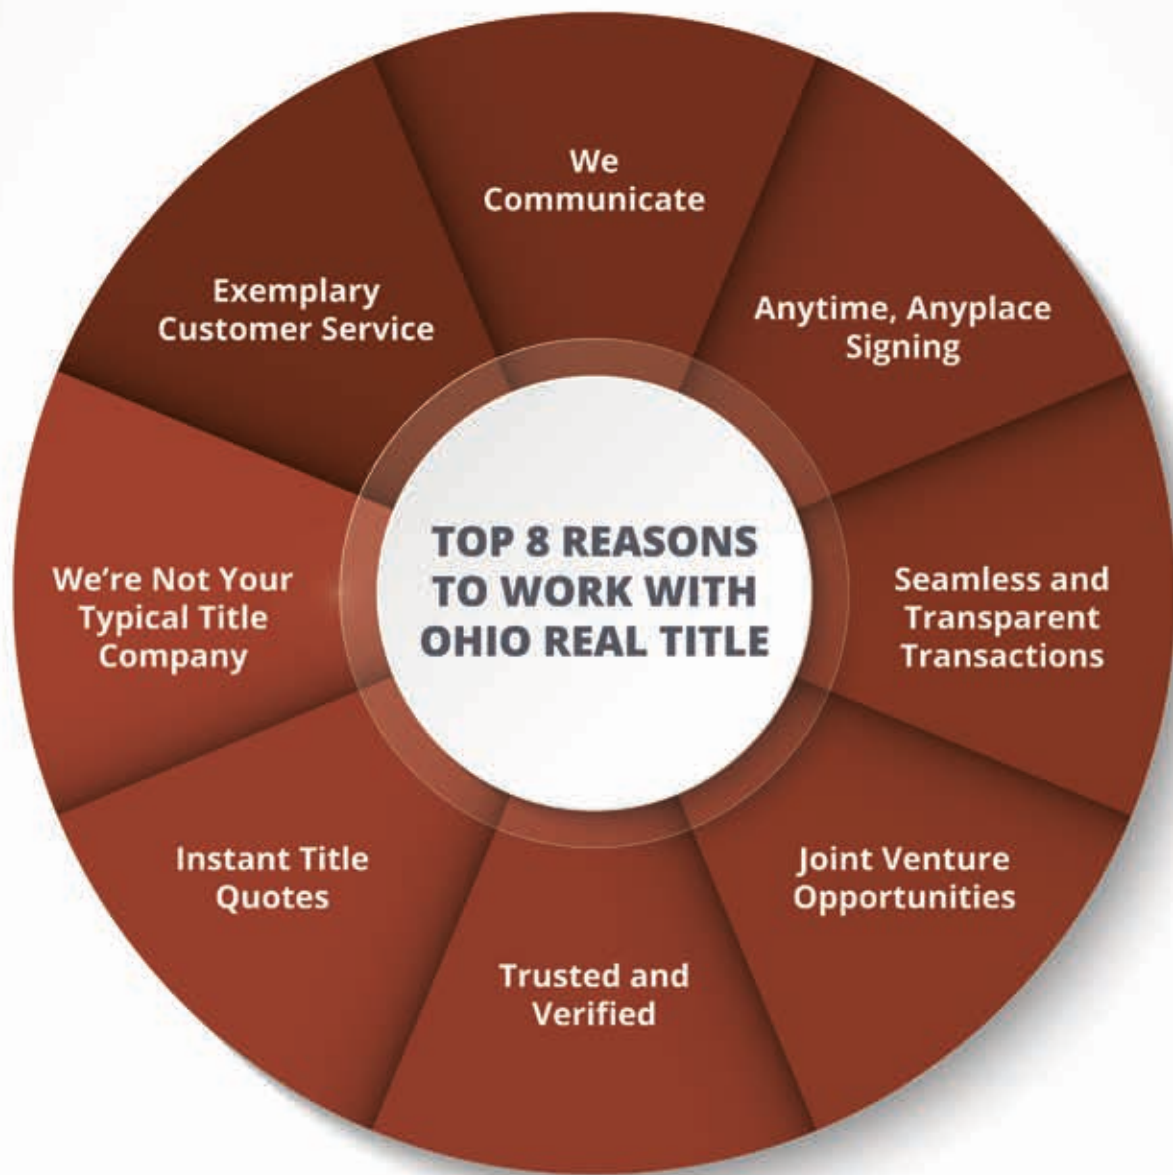 TOP 8 REASONS
TO WORK WITH
OHIO REAL TITLE
We
Communicate
Anytime, Anyplace
Signing
Seamless and
Transparent
Transactions
Joint Venture
Opportunities
Trusted and
Verified
Instant Title
Quotes
We’re Not Your
Typical Title
Company
Exemplary
Customer Service